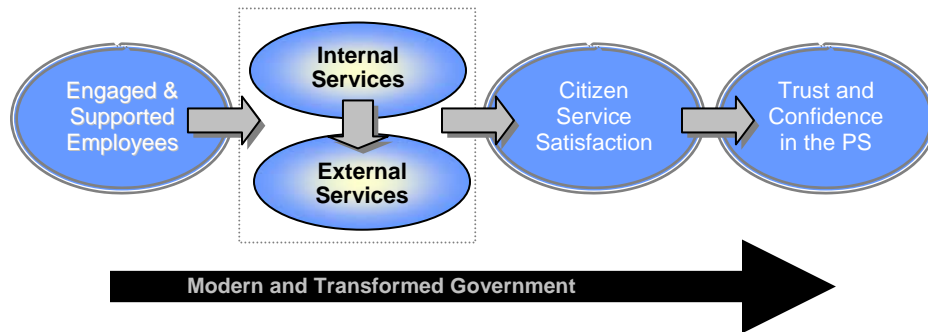 Engaged &
Supported
Employees
Internal
Services
External
Services
Citizen
Service
Satisfaction
Trust and
Confidence
in the PS
Modern and Transformed Government